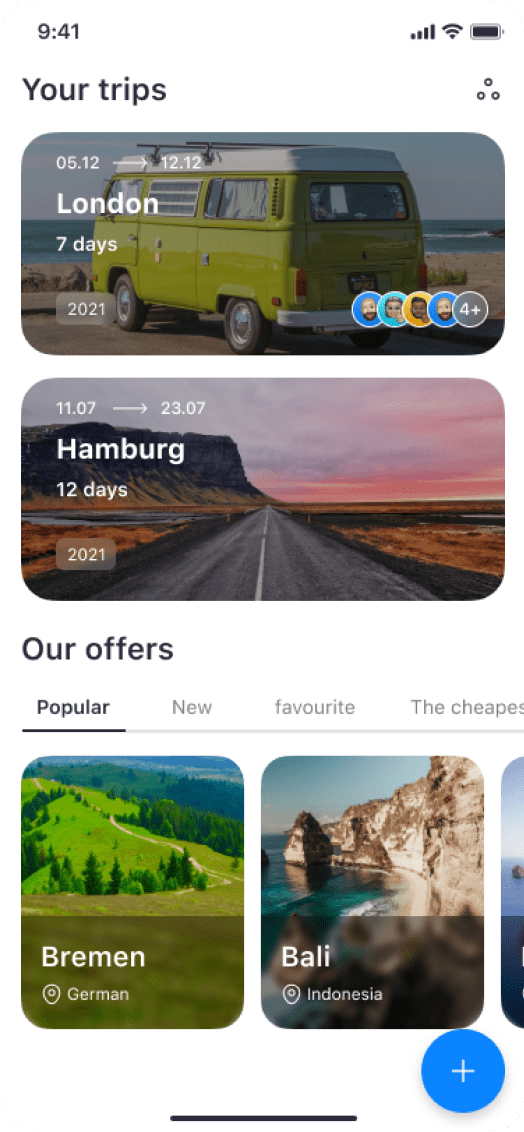 9:41
Your trips
05.12 → 12.12
London
7 days
2021
4+
11.07 → 23.07
Hamburg
12 days
2021
Our offers
Popular New favourite The cheapes
Bremen
German
Bali
Indonesia